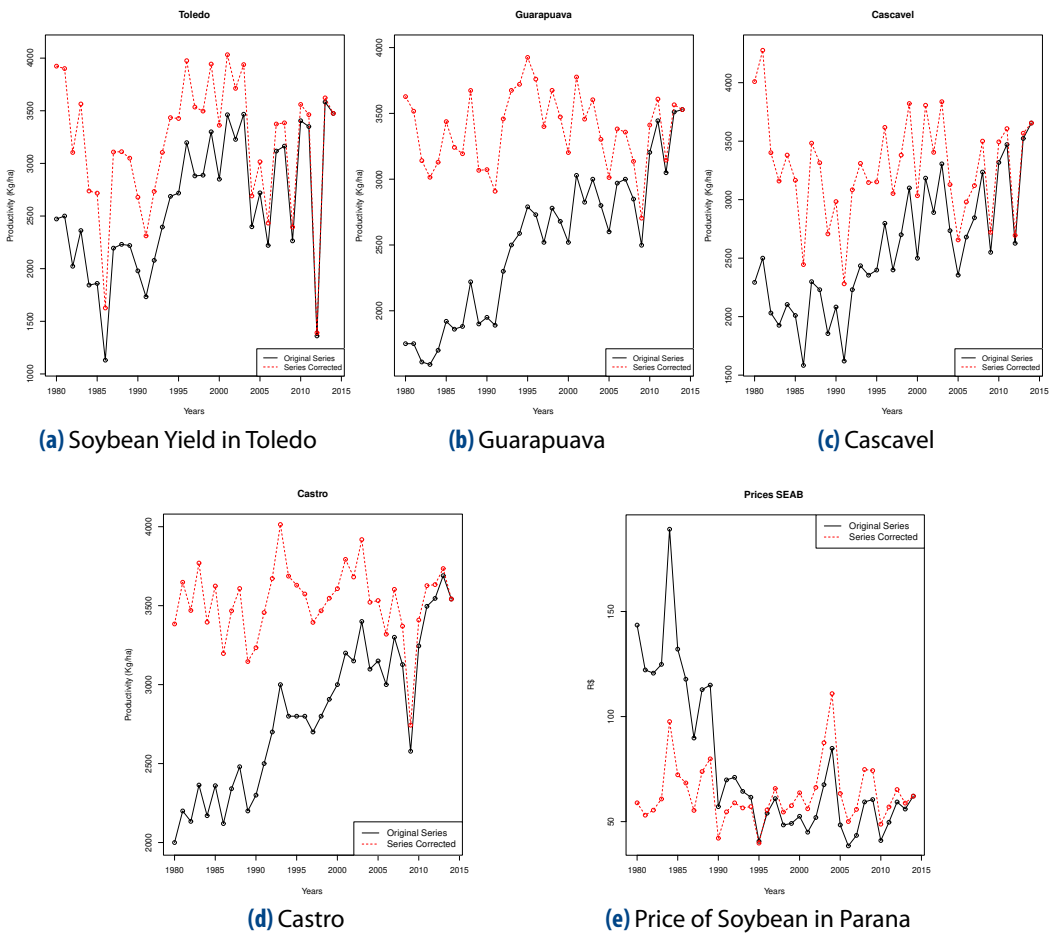 Toledo
Productivity (Kg/ha)
4000
3500
3000
2500
2000
1500
1000
1980 1985 1990 1995 2000 2005 2010 2015
Years
Original Series
Series Corrected
(a) Soybean Yield in Toledo
Guarapuava
Productivity (Kg/ha)
4000
3500
3000
2500
2000
1980 1985 1990 1995 2000 2005 2010 2015
Years
Original Series
Series Corrected
(b) Guarapuava
Cascavel
Productivity (Kg/ha)
4000
3500
3000
2500
2000
1500
1980 1985 1990 1995 2000 2005 2010 2015
Years
Original Series
Series Corrected
(c) Cascavel
Castro
Productivity (Kg/ha)
4000
3500
3000
2500
2000
1980 1985 1990 1995 2000 2005 2010 2015
Years
Original Series
Series Corrected
(d) Castro
Prices SEAB
R$
150
100
50
1980 1985 1990 1995 2000 2005 2010 2015
Years
Original Series
Series Corrected
(e) Price of Soybean in Parana